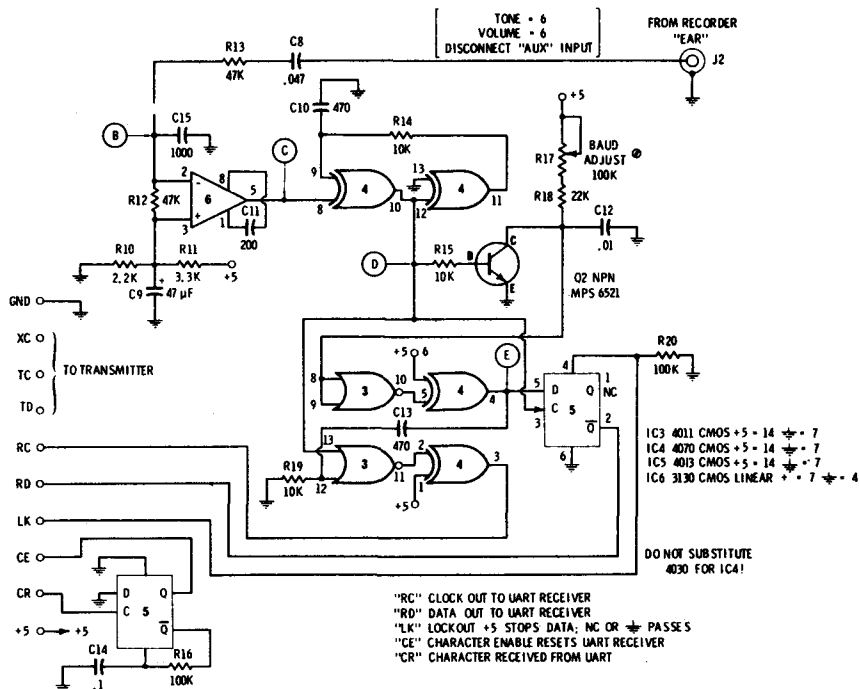 TONE = 6
VOLUME = 6
DISCONNECT "AUX" INPUT
FROM RECORDER
"EAR"
J2
R13
47K
C8
.047
C10
470
R14
10K
+5
R17
BAUD
ADJUST
100K
R18
22K
B
C15
1000
C
2
8
5
R12
47K
-
6
+
3
1
C11
200
9
4
8
10
13
4
12
11
C12
.01
R10
2.2K
R11
3.3K
+5
C9
+
47 µF
D
R15
10K
B
C
E
Q2 NPN
MPS 6521
GND
XC
TC
TD
TO TRANSMITTER
RC
RD
LK
CE
CR
+5
+5
+5
6
8
3
10
9
5
4
4
E
C13
470
13
3
11
12
2
4
3
1
+5
R19
10K
4
5
D
Q
1
NC
C
5
3
Q
2
6
R20
100K
IC3 4011 CMOS +5 = 14 = 7
IC4 4070 CMOS +5 = 14 = 7
IC5 4013 CMOS +5 = 14 = 7
IC6 3130 CMOS LINEAR + = 7 = 4
DO NOT SUBSTITUTE
4030 FOR IC4!
D
Q
C
5
Q
C14
.1
R16
100K
"RC" CLOCK OUT TO UART RECEIVER
"RD" DATA OUT TO UART RECEIVER
"LK" LOCKOUT +5 STOPS DATA; NC OR PASSES
"CE" CHARACTER ENABLE RESETS UART RECEIVER
"CR" CHARACTER RECEIVED FROM UART